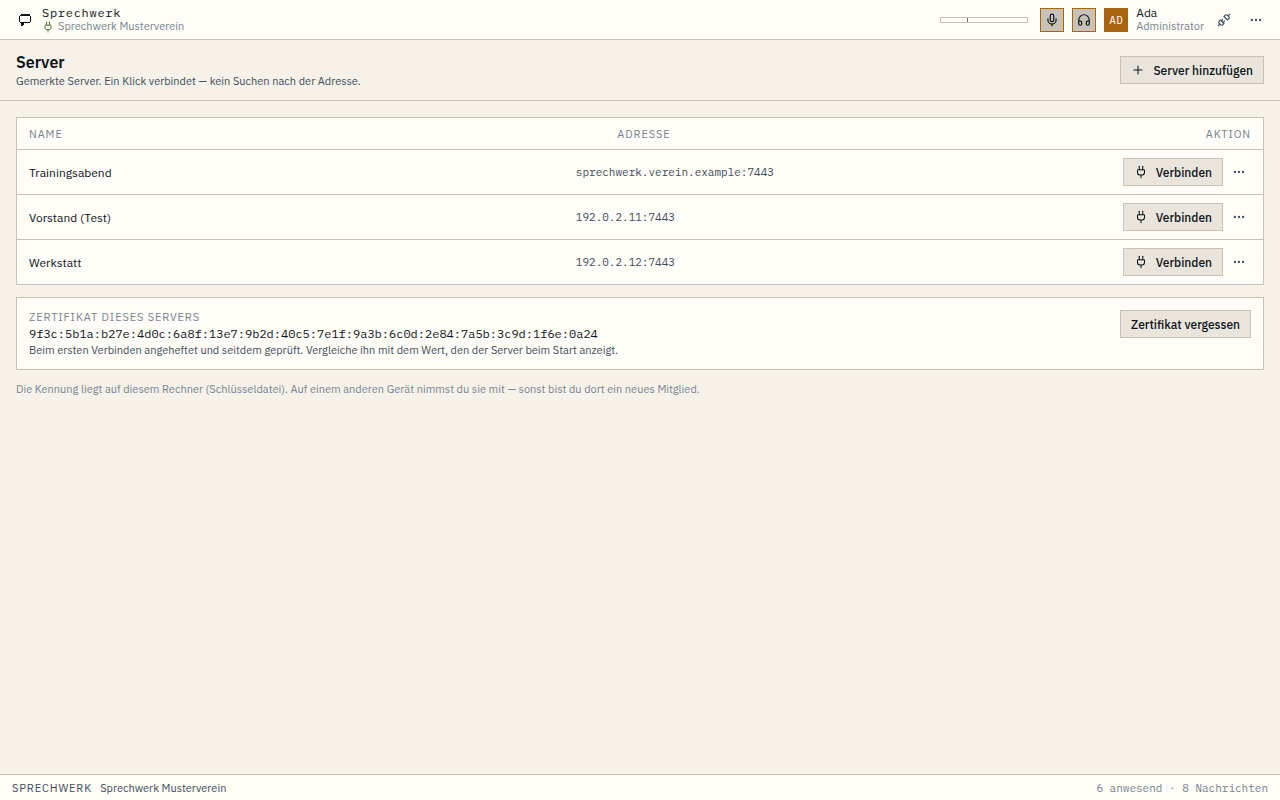 Sprechwerk
Sprechwerk Musterverein
AD
Ada
Administrator
Server
Gemerkte Server. Ein Klick verbindet — kein Suchen nach der Adresse.
Server hinzufügen
NAME ADRESSE AKTION
Trainingsabend sprechwerk.verein.example:7443 Verbinden
Vorstand (Test) 192.0.2.11:7443 Verbinden
Werkstatt 192.0.2.12:7443 Verbinden
ZERTIFIKAT DIESES SERVERS
9f3c:5b1a:b27e:4d0c:6a8f:13e7:9b2d:40c5:7e1f:9a3b:6c0d:2e84:7a5b:3c9d:1f6e:0a24
Beim ersten Verbinden angeheftet und seitdem geprüft. Vergleiche ihn mit dem Wert, den der Server beim Start anzeigt.
Zertifikat vergessen
Die Kennung liegt auf diesem Rechner (Schlüsseldatei). Auf einem anderen Gerät nimmst du sie mit — sonst bist du dort ein neues Mitglied.
SPRECHWERK Sprechwerk Musterverein
6 anwesend · 8 Nachrichten